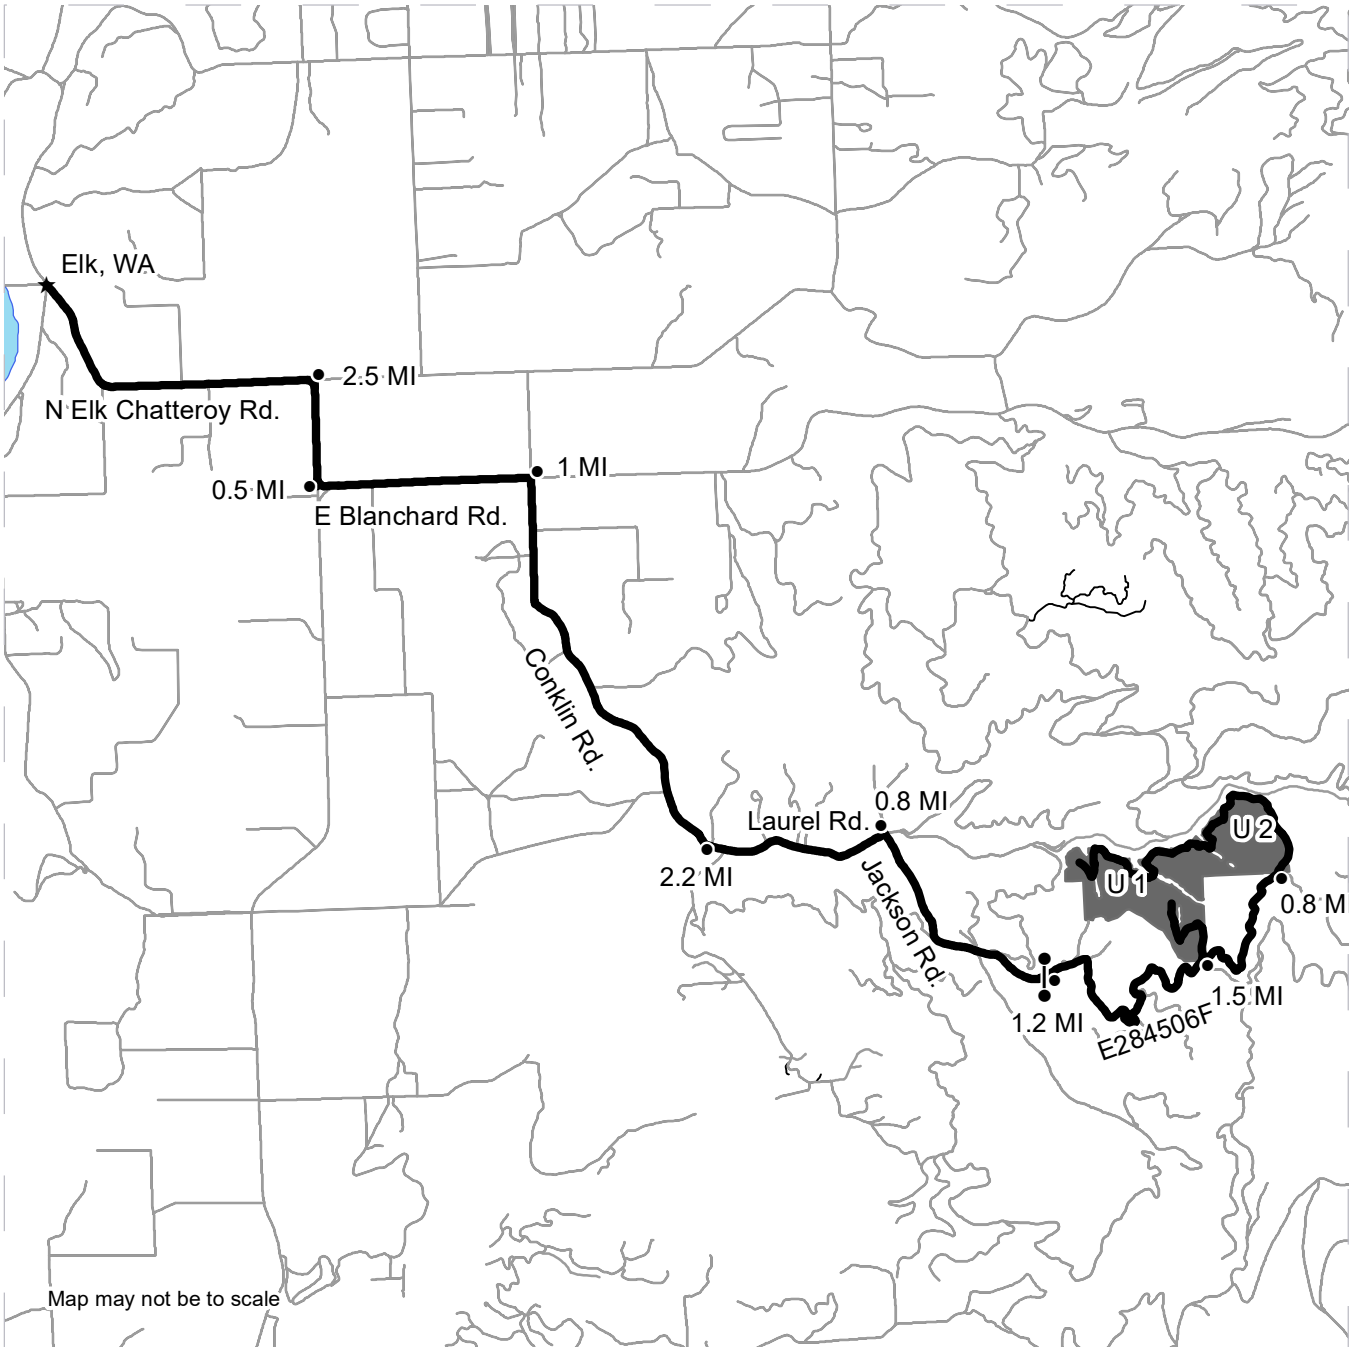 Elk, WA
2.5 MI
N Elk Chatteroy Rd.
1 MI
0.5 MI
E Blanchard Rd.
Conklin Rd.
0.8 MI
Laurel Rd.
U 2
2.2 MI
Jackson Rd.
U 1
0.8 M
1.5 MI
1.2 MI
E284506F
Map may not be to scale